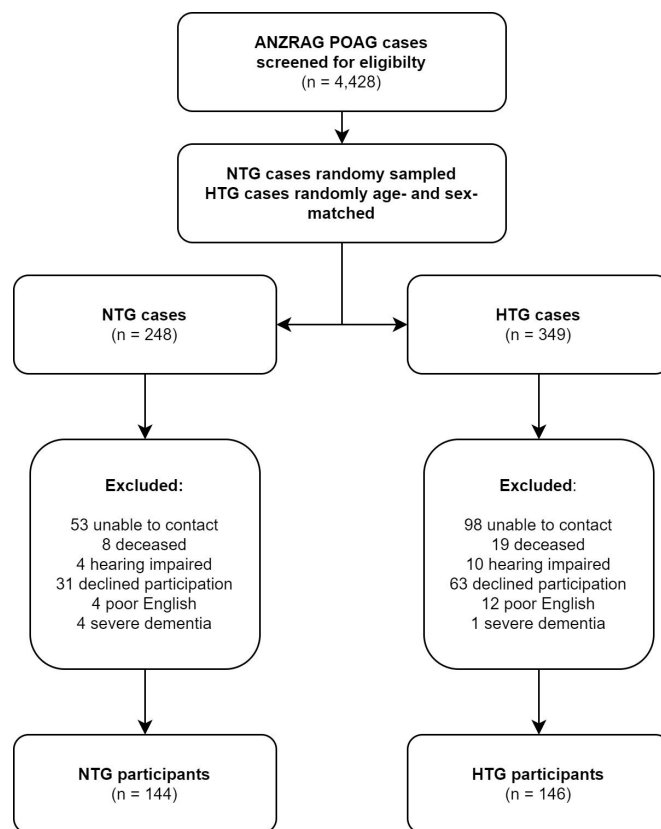 ANZRAG POAG cases
screened for eligibilty
(n = 4,428)
NTG cases randomy sampled
HTG cases randomly age- and sex-
matched
NTG cases
(n = 248)
HTG cases
(n = 349)
Excluded:
53 unable to contact
8 deceased
4 hearing impaired
31 declined participation
4 poor English
4 severe dementia
Excluded:
98 unable to contact
19 deceased
10 hearing impaired
63 declined participation
12 poor English
1 severe dementia
NTG participants
(n = 144)
HTG participants
(n = 146)